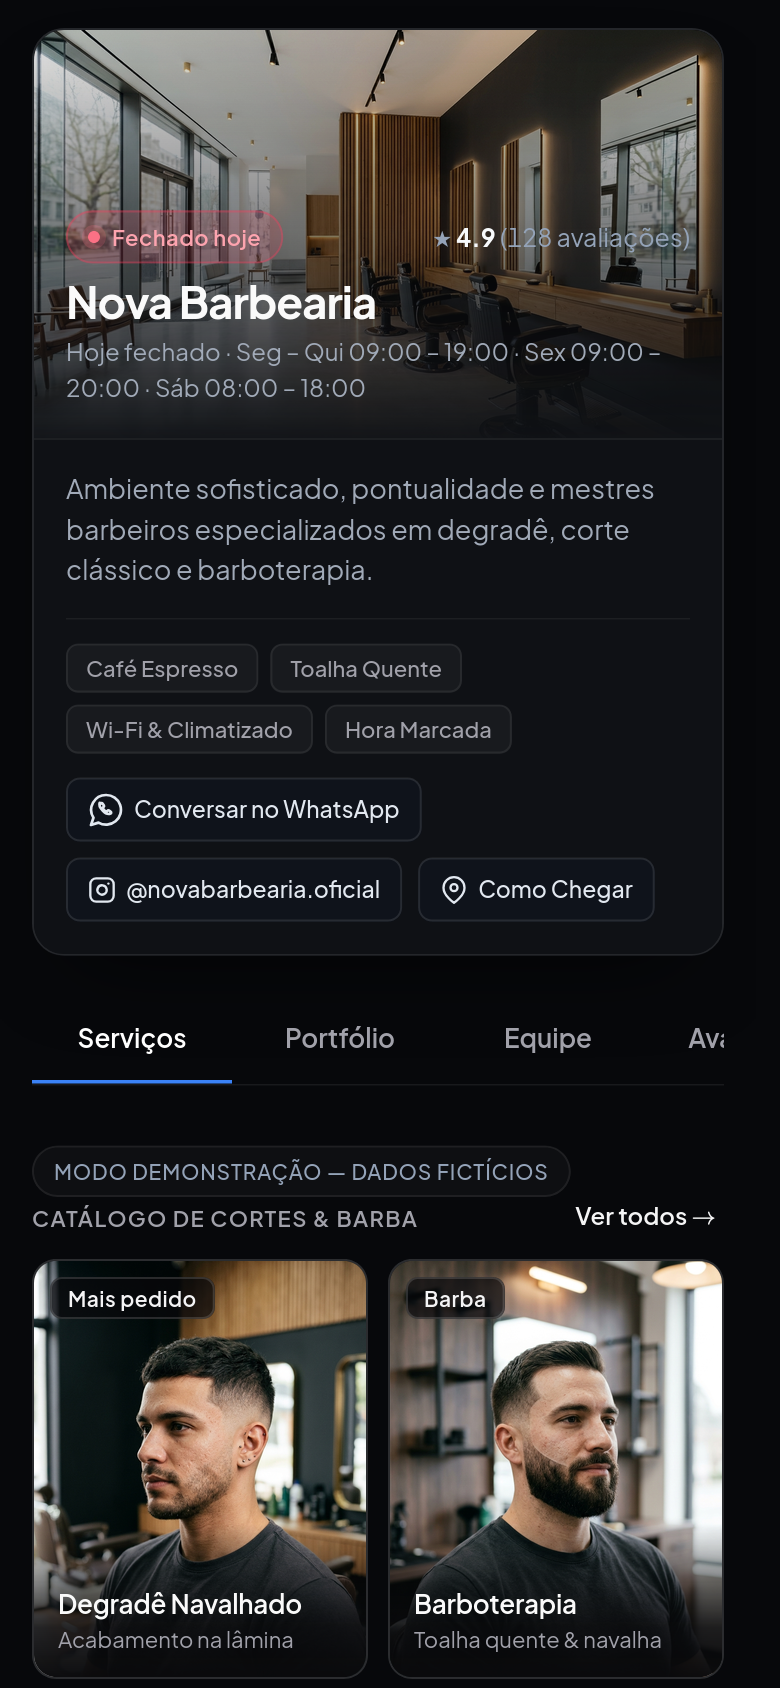 Fechado hoje
★ 4.9 (128 avaliações)
Nova Barbearia
Hoje fechado · Seg – Qui 09:00 – 19:00 · Sex 09:00 –
20:00 · Sáb 08:00 – 18:00
Ambiente sofisticado, pontualidade e mestres
barbeiros especializados em degradê, corte
clássico e barboterapia.
Café Espresso
Toalha Quente
Wi-Fi & Climatizado
Hora Marcada
Conversar no WhatsApp
@novabarbearia.oficial
Como Chegar
Serviços
Portfólio
Equipe
MODO DEMONSTRAÇÃO — DADOS FICTÍCIOS
CATÁLOGO DE CORTES & BARBA
Ver todos →
Mais pedido
Degradê Navalhado
Acabamento na lâmina
Barba
Barboterapia
Toalha quente & navalha